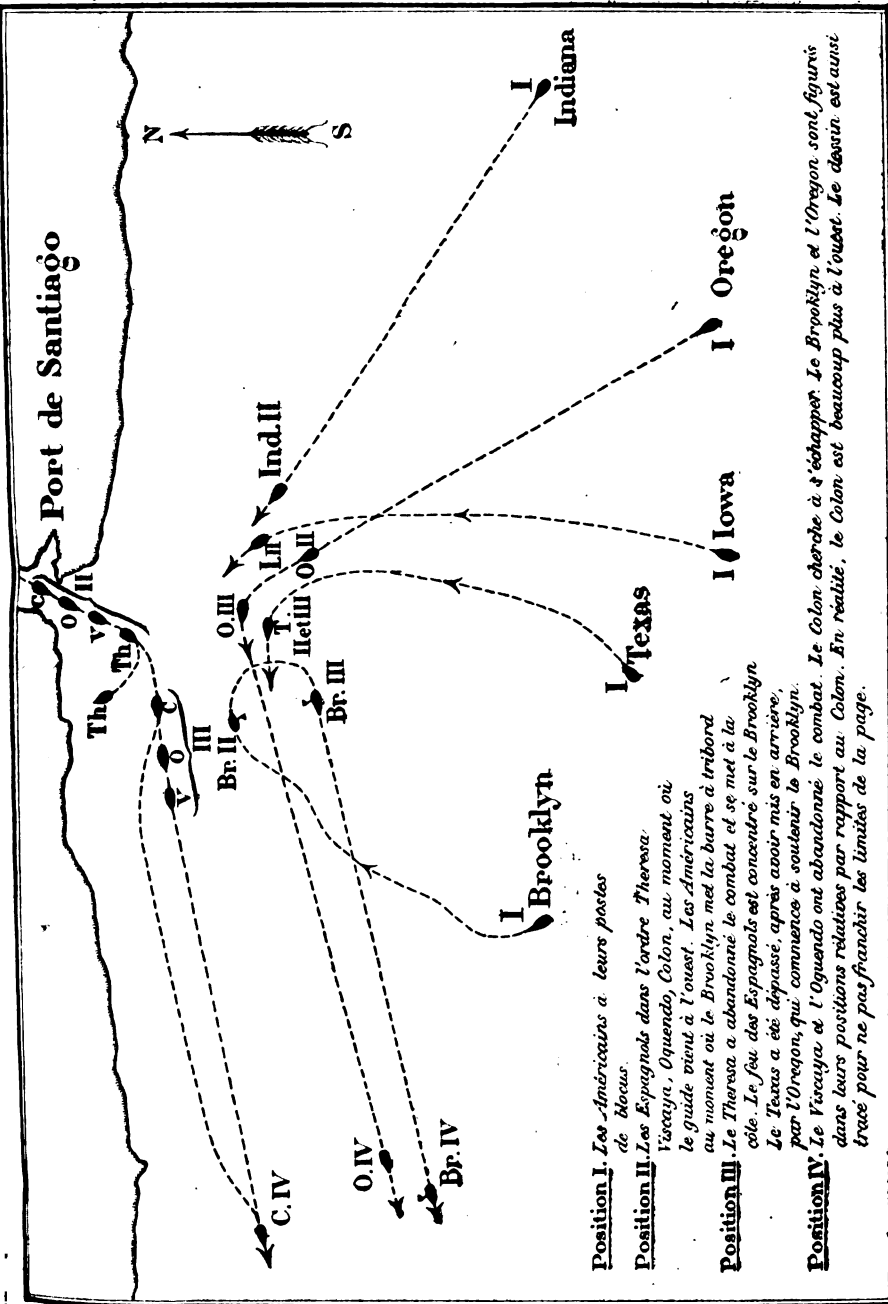 Port de Santiago
N
S
C
O
V
Th
II
Th
C
O
V
III
Ind. II
I. II
O II
O. III
T.
II et III
Br. II
Br. III
C. IV
O. IV
Br. IV
I
Indiana
I
Oregon
I
Iowa
I
Texas
I
Brooklyn
Position I. Les Américains à leurs postes
de blocus.
Position II. Les Espagnols dans l'ordre Theresa
Viscaya, Oquendo, Colon, au moment où
le guide vient à l'ouest. Les Américains
au moment où le Brooklyn met la barre à tribord
Position III. Le Theresa a abandonné le combat et se met à la
côte. Le feu des Espagnols est concentré sur le Brooklyn
Le Texas a été dépassé, après avoir mis en arrière,
par l'Oregon, qui commence à soutenir le Brooklyn.
Position IV. Le Viscaya et l'Oquendo ont abandonné le combat. Le Colon cherche à s'échapper. Le Brooklyn et l'Oregon sont figurés
dans leurs positions rélatives par rapport au Colon. En réalité, le Colon est beaucoup plus à l'ouest. Le dessin est ainsi
tracé pour ne pas franchir les limites de la page.